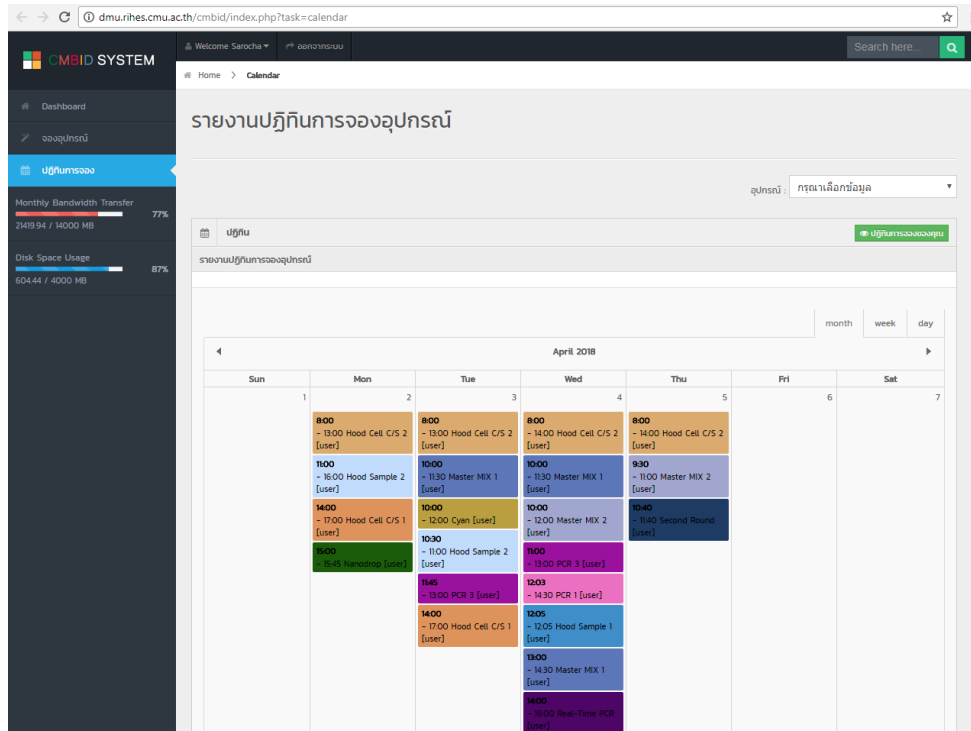 dmu.rihes.cmu.ac.th/cmbid/index.php?task=calendar
CMBID SYSTEM
Welcome Sarocha
ออกจากระบบ
Search here...
Home > Calendar
Dashboard
จองอุปกรณ์
ปฏิทินการจอง
Monthly Bandwidth Transfer
77%
21419.94 / 14000 MB
Disk Space Usage
87%
604.44 / 4000 MB
รายงานปฏิทินการจองอุปกรณ์
อุปกรณ์ :
กรุณาเลือกข้อมูล
ปฏิทิน
ปฏิทินการจองของคุณ
รายงานปฏิทินการจองอุปกรณ์
month week day
April 2018
Sun Mon Tue Wed Thu Fri Sat
1 2 3 4 5 6 7
8:00
- 13:00 Hood Cell C/S 2
[user]
11:00
- 16:00 Hood Sample 2
[user]
14:00
- 17:00 Hood Cell C/S 1
[user]
15:00
- 15:45 Nanodrop [user]
8:00
- 13:00 Hood Cell C/S 2
[user]
10:00
- 11:30 Master MIX 1
[user]
10:00
- 12:00 Cyan [user]
10:30
- 11:00 Hood Sample 2
[user]
11:45
- 13:00 PCR 3 [user]
14:00
- 17:00 Hood Cell C/S 1
[user]
8:00
- 14:00 Hood Cell C/S 2
[user]
10:00
- 11:30 Master MIX 1
[user]
10:00
- 12:00 Master MIX 2
[user]
11:00
- 13:00 PCR 3 [user]
12:03
- 14:30 PCR 1 [user]
12:05
- 12:05 Hood Sample 1
[user]
13:00
- 14:30 Master MIX 1
[user]
14:00
- 16:00 Real-Time PCR
[user]
8:00
- 14:00 Hood Cell C/S 2
[user]
9:30
- 11:00 Master MIX 2
[user]
10:40
- 11:40 Second Round
[user]